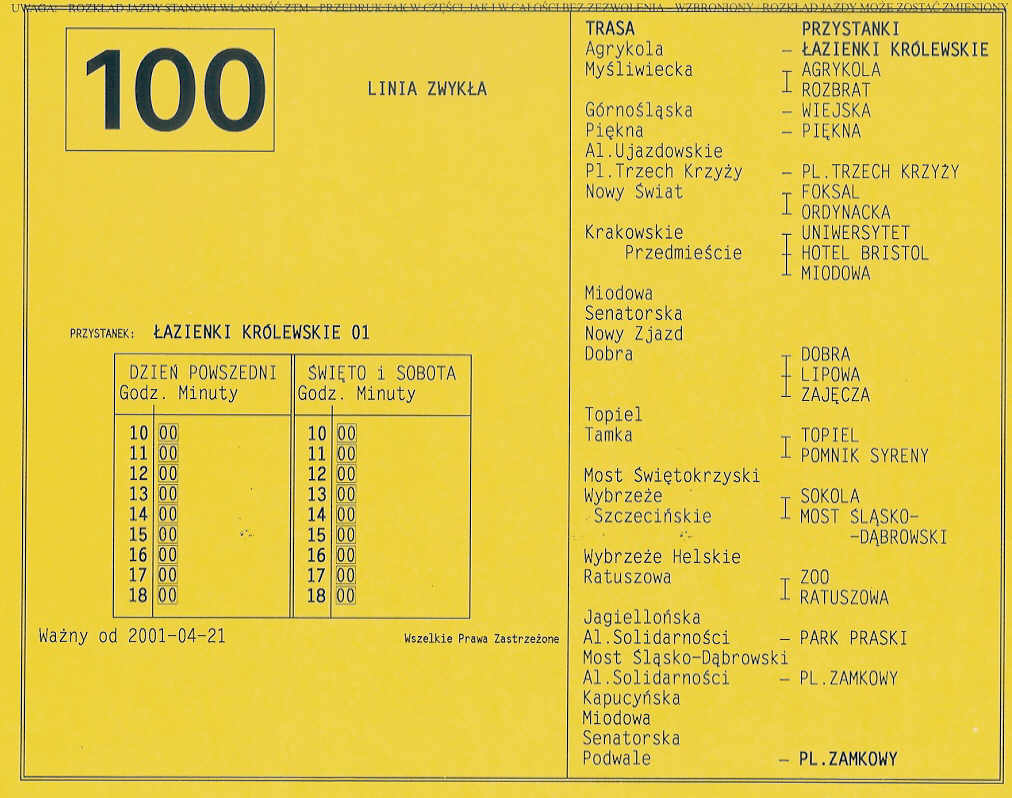 UWAGA: ROZKŁAD JAZDY STANOWI WŁASNOŚĆ ZTM - PRZEDRUK TAK W CZĘŚCI, JAK I W CAŁOŚCI BEZ ZEZWOLENIA - WZBRONIONY - ROZKŁAD JAZDY MOŻE ZOSTAĆ ZMIENIONY
100
LINIA ZWYKŁA
PRZYSTANEK: ŁAZIENKI KRÓLEWSKIE 01
DZIEŃ POWSZEDNI ŚWIĘTO i SOBOTA
Godz. Minuty Godz. Minuty
10 00 10 00
11 00 11 00
12 00 12 00
13 00 13 00
14 00 14 00
15 00 15 00
16 00 16 00
17 00 17 00
18 00 18 00
Ważny od 2001-04-21
Wszelkie Prawa Zastrzeżone
TRASA PRZYSTANKI
Agrykola – ŁAZIENKI KRÓLEWSKIE
Myśliwiecka AGRYKOLA
ROZBRAT
Górnośląska – WIEJSKA
Piękna – PIĘKNA
Al.Ujazdowskie
Pl.Trzech Krzyży – PL.TRZECH KRZYŻY
Nowy Świat FOKSAL
ORDYNACKA
Krakowskie UNIWERSYTET
Przedmieście HOTEL BRISTOL
MIODOWA
Miodowa
Senatorska
Nowy Zjazd
Dobra DOBRA
LIPOWA
ZAJĘCZA
Topiel
Tamka TOPIEL
POMNIK SYRENY
Most Świętokrzyski
Wybrzeże SOKOLA
Szczecińskie MOST ŚLĄSKO–
–DĄBROWSKI
Wybrzeże Helskie
Ratuszowa ZOO
RATUSZOWA
Jagiellońska
Al.Solidarności – PARK PRASKI
Most Śląsko–Dąbrowski
Al.Solidarności – PL.ZAMKOWY
Kapucyńska
Miodowa
Senatorska
Podwale – PL.ZAMKOWY